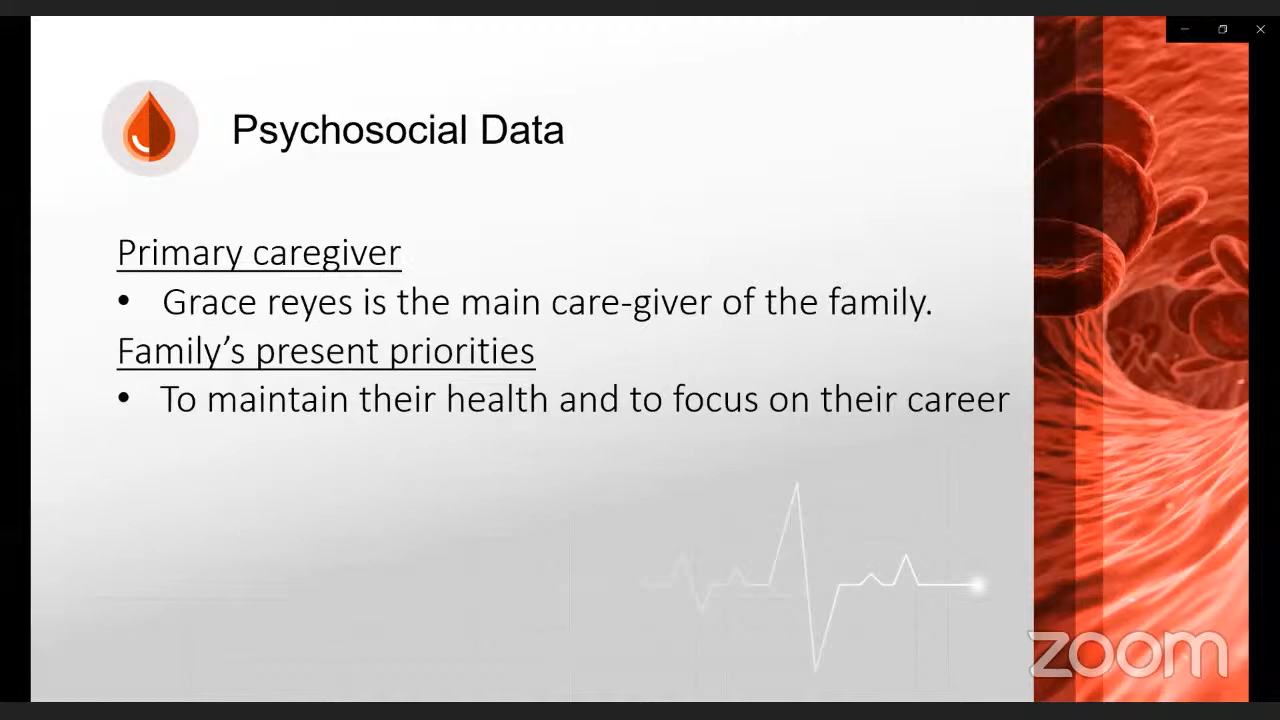 Psychosocial Data
Primary caregiver
• Grace reyes is the main care-giver of the family.
Family’s present priorities
• To maintain their health and to focus on their career
zoom